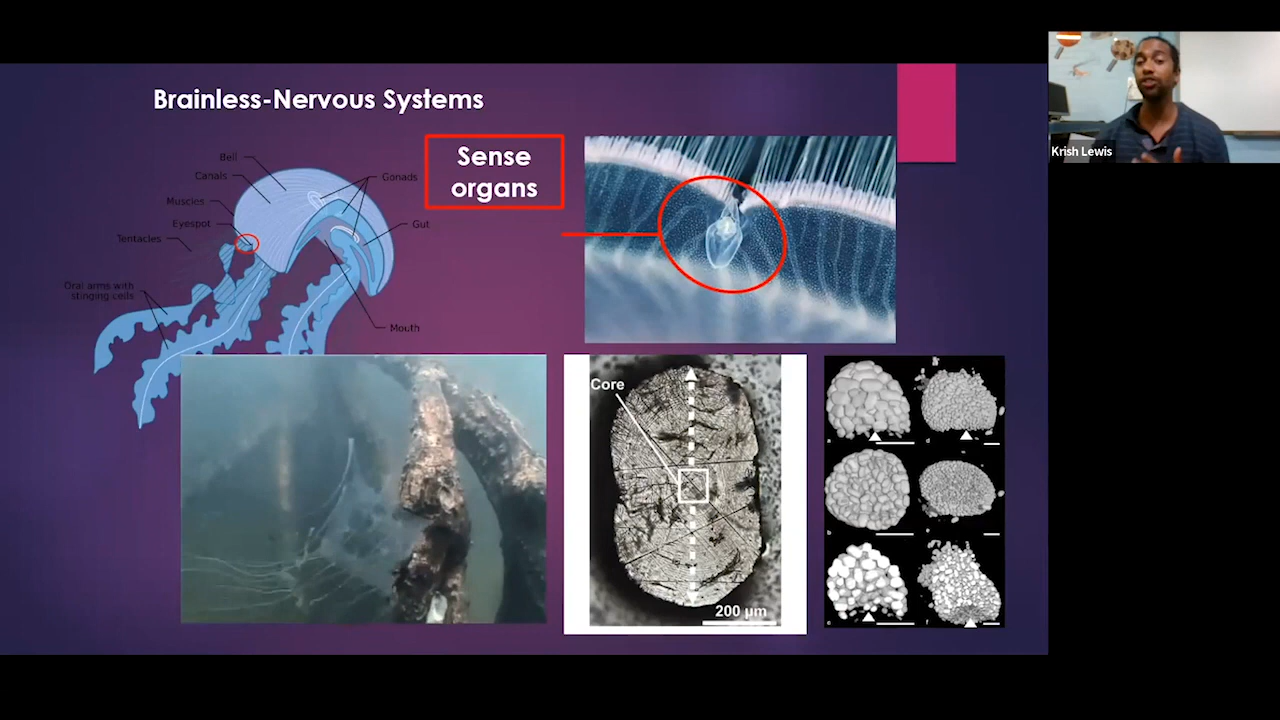 Brainless-Nervous Systems
Sense
organs
Bell
Canals
Gonads
Muscles
Eyespot
Gut
Tentacles
Oral arms with
stinging cells
Mouth
Core
200 µm
a
d
b
e
c
f
Krish Lewis